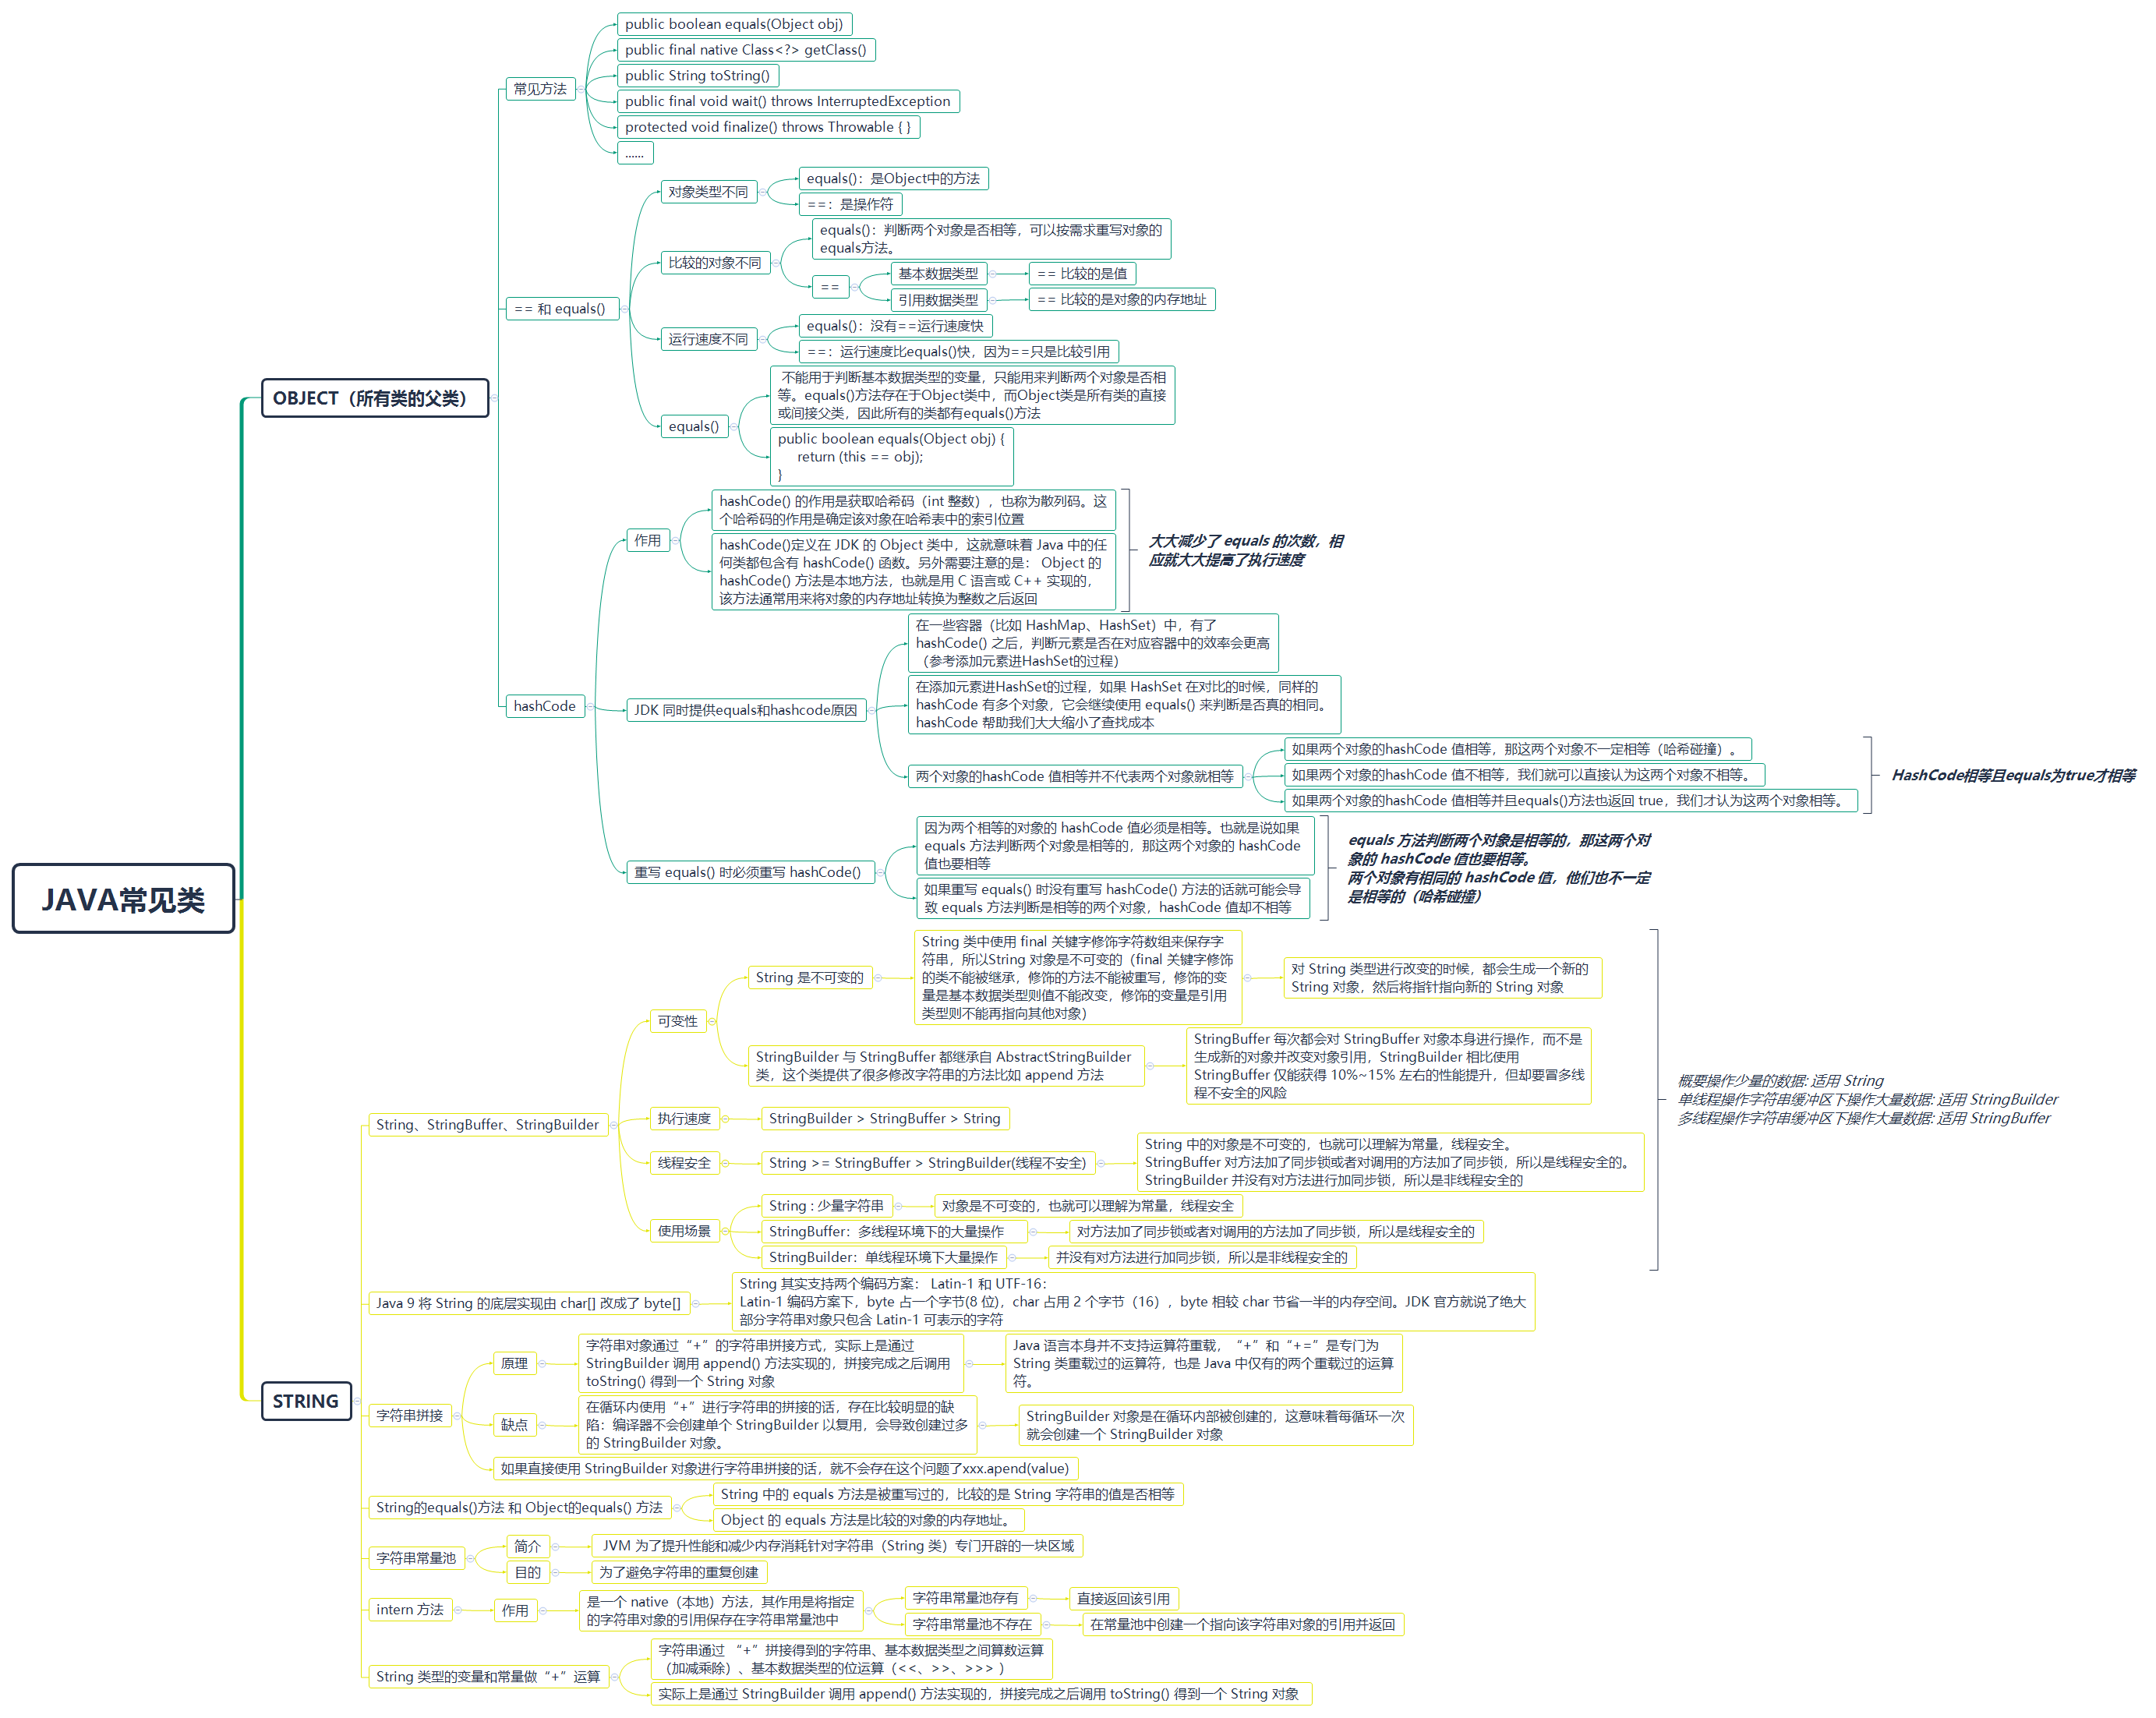 JAVA常见类
OBJECT（所有类的父类）
常见方法
public boolean equals(Object obj)
public final native Class<?> getClass()
public String toString()
public final void wait() throws InterruptedException
protected void finalize() throws Throwable { }
......
== 和 equals()
对象类型不同
equals()：是Object中的方法
==：是操作符
比较的对象不同
equals()：判断两个对象是否相等，可以按需求重写对象的
equals方法。
==
基本数据类型
== 比较的是值
引用数据类型
== 比较的是对象的内存地址
运行速度不同
equals()：没有==运行速度快
==：运行速度比equals()快，因为==只是比较引用
equals()
不能用于判断基本数据类型的变量，只能用来判断两个对象是否相
等。equals()方法存在于Object类中，而Object类是所有类的直接
或间接父类，因此所有的类都有equals()方法
public boolean equals(Object obj) {
return (this == obj);
}
hashCode
作用
hashCode() 的作用是获取哈希码（int 整数），也称为散列码。这
个哈希码的作用是确定该对象在哈希表中的索引位置
hashCode()定义在 JDK 的 Object 类中，这就意味着 Java 中的任
何类都包含有 hashCode() 函数。另外需要注意的是： Object 的
hashCode() 方法是本地方法，也就是用 C 语言或 C++ 实现的，
该方法通常用来将对象的内存地址转换为整数之后返回
大大减少了 equals 的次数，相
应就大大提高了执行速度
JDK 同时提供equals和hashcode原因
在一些容器（比如 HashMap、HashSet）中，有了
hashCode() 之后，判断元素是否在对应容器中的效率会更高
（参考添加元素进HashSet的过程）
在添加元素进HashSet的过程，如果 HashSet 在对比的时候，同样的
hashCode 有多个对象，它会继续使用 equals() 来判断是否真的相同。
hashCode 帮助我们大大缩小了查找成本
两个对象的hashCode 值相等并不代表两个对象就相等
如果两个对象的hashCode 值相等，那这两个对象不一定相等（哈希碰撞）。
如果两个对象的hashCode 值不相等，我们就可以直接认为这两个对象不相等。
如果两个对象的hashCode 值相等并且equals()方法也返回 true，我们才认为这两个对象相等。
HashCode相等且equals为true才相等
重写 equals() 时必须重写 hashCode()
因为两个相等的对象的 hashCode 值必须是相等。也就是说如果
equals 方法判断两个对象是相等的，那这两个对象的 hashCode
值也要相等
如果重写 equals() 时没有重写 hashCode() 方法的话就可能会导
致 equals 方法判断是相等的两个对象，hashCode 值却不相等
equals 方法判断两个对象是相等的，那这两个对
象的 hashCode 值也要相等。
两个对象有相同的 hashCode 值，他们也不一定
是相等的（哈希碰撞）
STRING
String、StringBuffer、StringBuilder
可变性
String 是不可变的
String 类中使用 final 关键字修饰字符数组来保存字
符串，所以String 对象是不可变的（final 关键字修饰
的类不能被继承，修饰的方法不能被重写，修饰的变
量是基本数据类型则值不能改变，修饰的变量是引用
类型则不能再指向其他对象）
对 String 类型进行改变的时候，都会生成一个新的
String 对象，然后将指针指向新的 String 对象
StringBuilder 与 StringBuffer 都继承自 AbstractStringBuilder
类，这个类提供了很多修改字符串的方法比如 append 方法
StringBuffer 每次都会对 StringBuffer 对象本身进行操作，而不是
生成新的对象并改变对象引用，StringBuilder 相比使用
StringBuffer 仅能获得 10%~15% 左右的性能提升，但却要冒多线
程不安全的风险
执行速度
StringBuilder > StringBuffer > String
线程安全
String >= StringBuffer > StringBuilder(线程不安全)
String 中的对象是不可变的，也就可以理解为常量，线程安全。
StringBuffer 对方法加了同步锁或者对调用的方法加了同步锁，所以是线程安全的。
StringBuilder 并没有对方法进行加同步锁，所以是非线程安全的
使用场景
String : 少量字符串
对象是不可变的，也就可以理解为常量，线程安全
StringBuffer：多线程环境下的大量操作
对方法加了同步锁或者对调用的方法加了同步锁，所以是线程安全的
StringBuilder：单线程环境下大量操作
并没有对方法进行加同步锁，所以是非线程安全的
概要操作少量的数据: 适用 String
单线程操作字符串缓冲区下操作大量数据: 适用 StringBuilder
多线程操作字符串缓冲区下操作大量数据: 适用 StringBuffer
Java 9 将 String 的底层实现由 char[] 改成了 byte[]
String 其实支持两个编码方案： Latin-1 和 UTF-16：
Latin-1 编码方案下，byte 占一个字节(8 位)，char 占用 2 个字节（16），byte 相较 char 节省一半的内存空间。JDK 官方就说了绝大
部分字符串对象只包含 Latin-1 可表示的字符
字符串拼接
原理
字符串对象通过“+”的字符串拼接方式，实际上是通过
StringBuilder 调用 append() 方法实现的，拼接完成之后调用
toString() 得到一个 String 对象
Java 语言本身并不支持运算符重载，“+”和“+=”是专门为
String 类重载过的运算符，也是 Java 中仅有的两个重载过的运算
符。
缺点
在循环内使用“+”进行字符串的拼接的话，存在比较明显的缺
陷：编译器不会创建单个 StringBuilder 以复用，会导致创建过多
的 StringBuilder 对象。
StringBuilder 对象是在循环内部被创建的，这意味着每循环一次
就会创建一个 StringBuilder 对象
如果直接使用 StringBuilder 对象进行字符串拼接的话，就不会存在这个问题了xxx.apend(value)
String的equals()方法 和 Object的equals() 方法
String 中的 equals 方法是被重写过的，比较的是 String 字符串的值是否相等
Object 的 equals 方法是比较的对象的内存地址。
字符串常量池
简介
JVM 为了提升性能和减少内存消耗针对字符串（String 类）专门开辟的一块区域
目的
为了避免字符串的重复创建
intern 方法
作用
是一个 native（本地）方法，其作用是将指定
的字符串对象的引用保存在字符串常量池中
字符串常量池存有
直接返回该引用
字符串常量池不存在
在常量池中创建一个指向该字符串对象的引用并返回
String 类型的变量和常量做“+”运算
字符串通过 “+”拼接得到的字符串、基本数据类型之间算数运算
（加减乘除）、基本数据类型的位运算（<<、>>、>>> ）
实际上是通过 StringBuilder 调用 append() 方法实现的，拼接完成之后调用 toString() 得到一个 String 对象